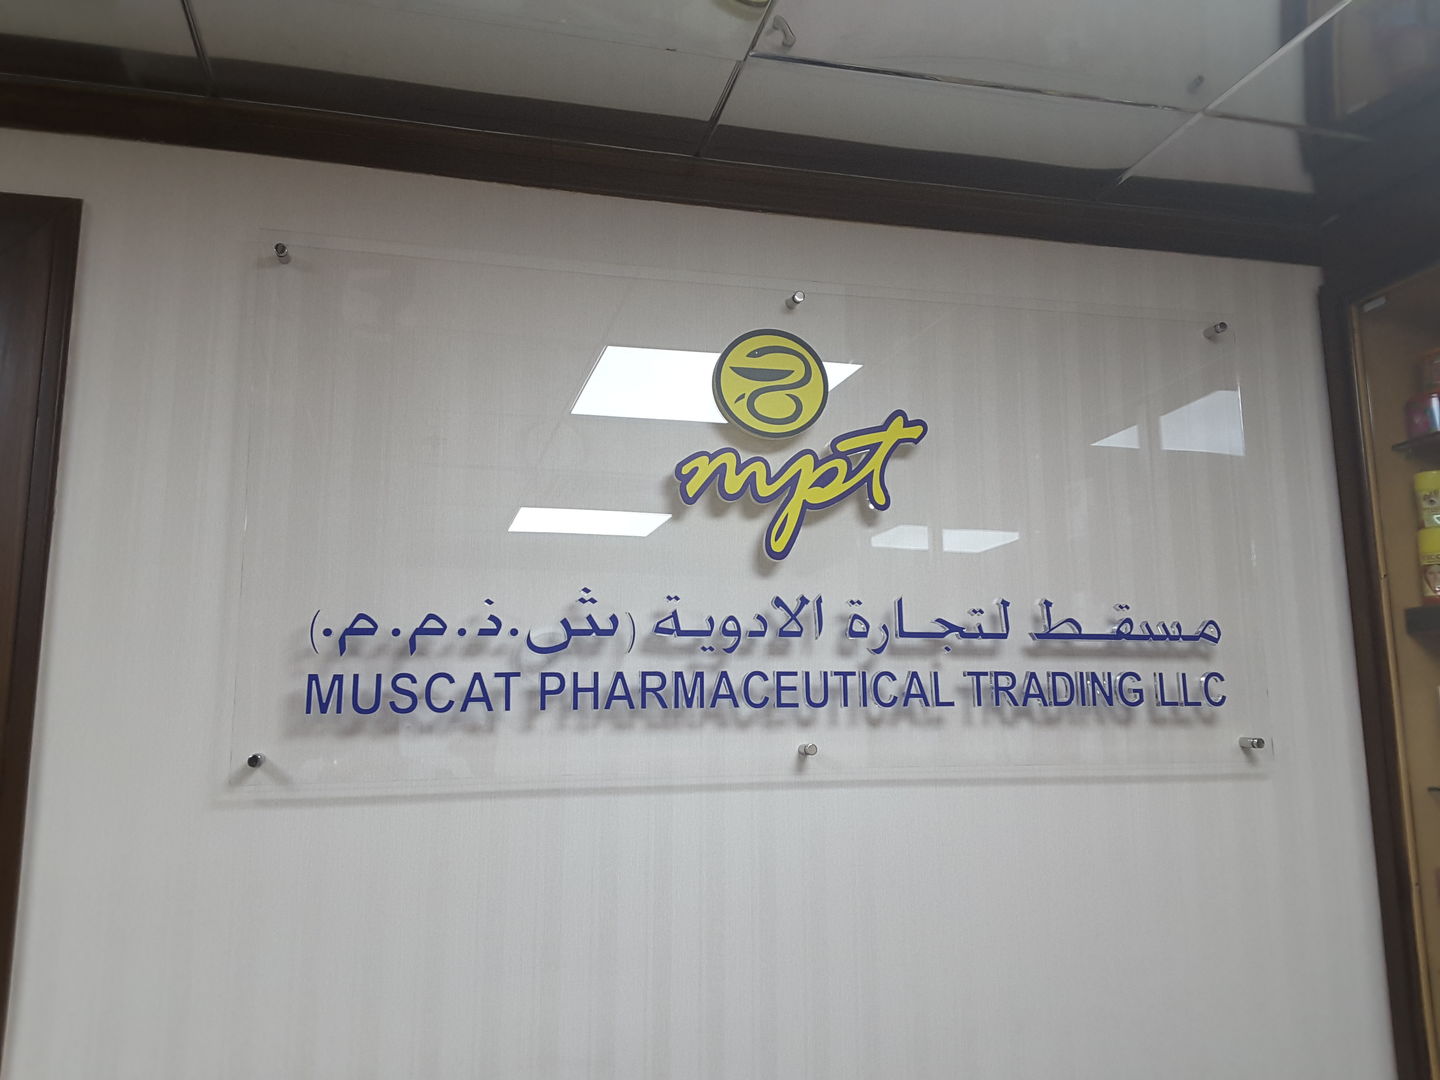 mpt
مسقط لتجارة الادوية (ش.ذ.م.م.)
MUSCAT PHARMACEUTICAL TRADING LLC